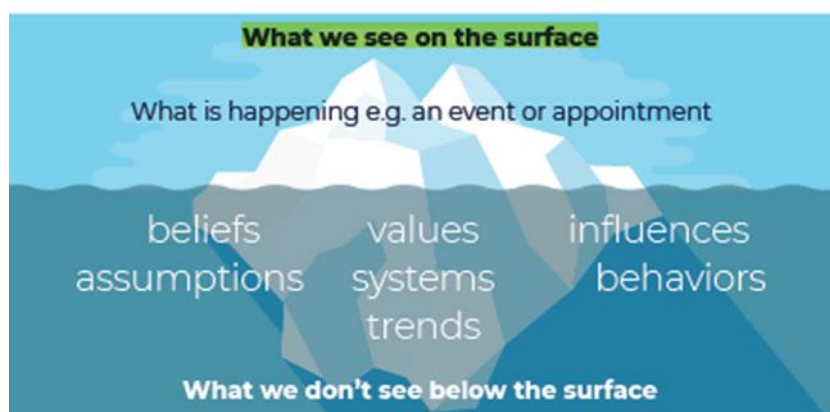 What we see on the surface
What is happening e.g. an event or appointment
beliefs values influences
assumptions systems behaviors
trends
What we don't see below the surface